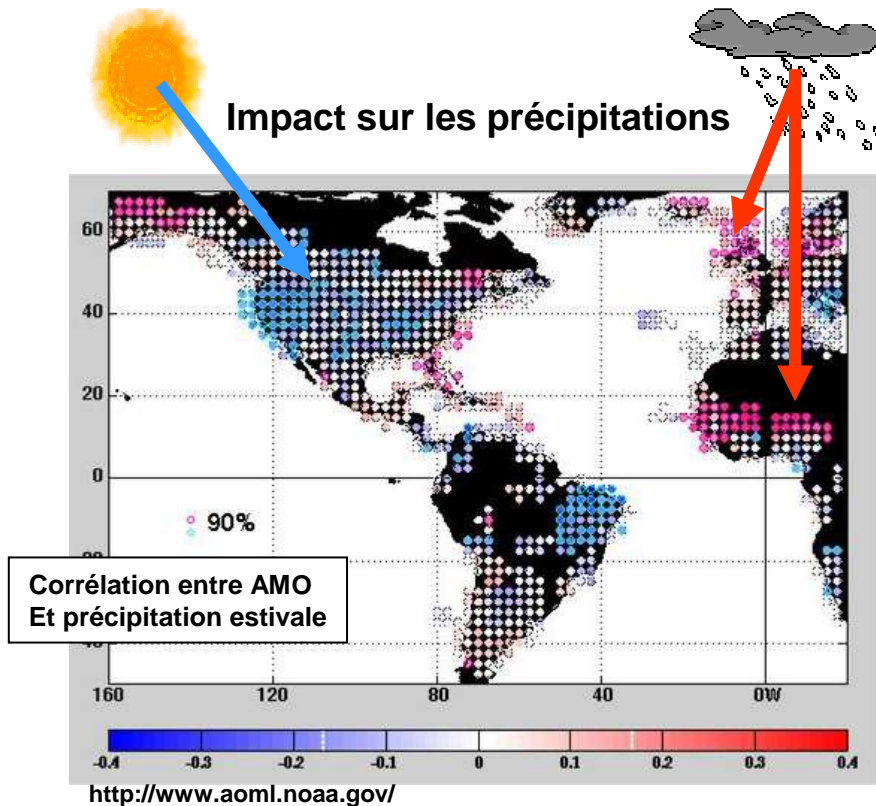 Impact sur les précipitations
60
40
20
0
90%
Corrélation entre AMO
Et précipitation estivale
160 120 80 40 0W
-0.4 -0.3 -0.2 -0.1 0 0.1 0.2 0.3 0.4
http://www.aoml.noaa.gov/